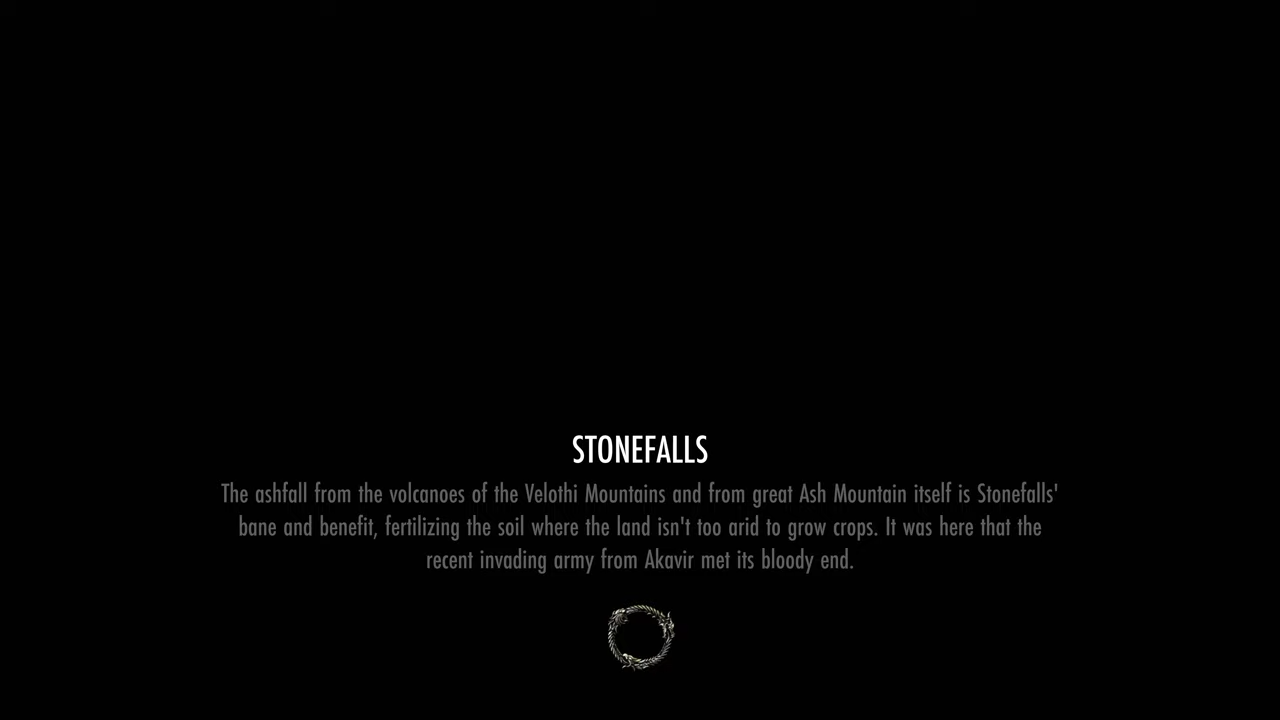 STONEFALLS
The ashfall from the volcanoes of the Velothi Mountains and from great Ash Mountain itself is Stonefalls'
bane and benefit, fertilizing the soil where the land isn't too arid to grow crops. It was here that the
recent invading army from Akavir met its bloody end.